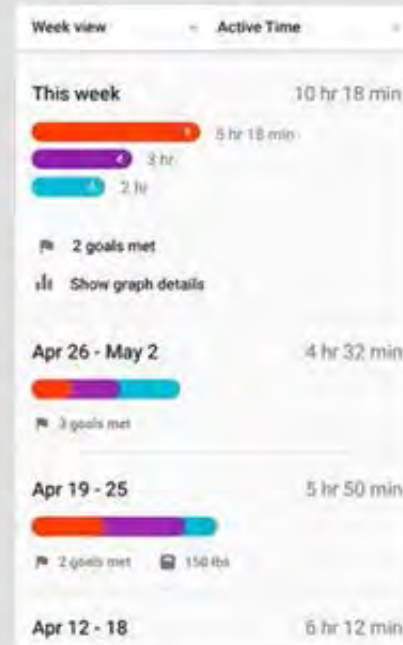 Week view Active Time
This week 10 hr 18 min
5 hr 18 min
3 hr
2 hr
2 goals met
Show graph details
Apr 26 - May 2 4 hr 32 min
3 goals met
Apr 19 - 25 5 hr 50 min
2 goals met 150 lbs
Apr 12 - 18 6 hr 12 min